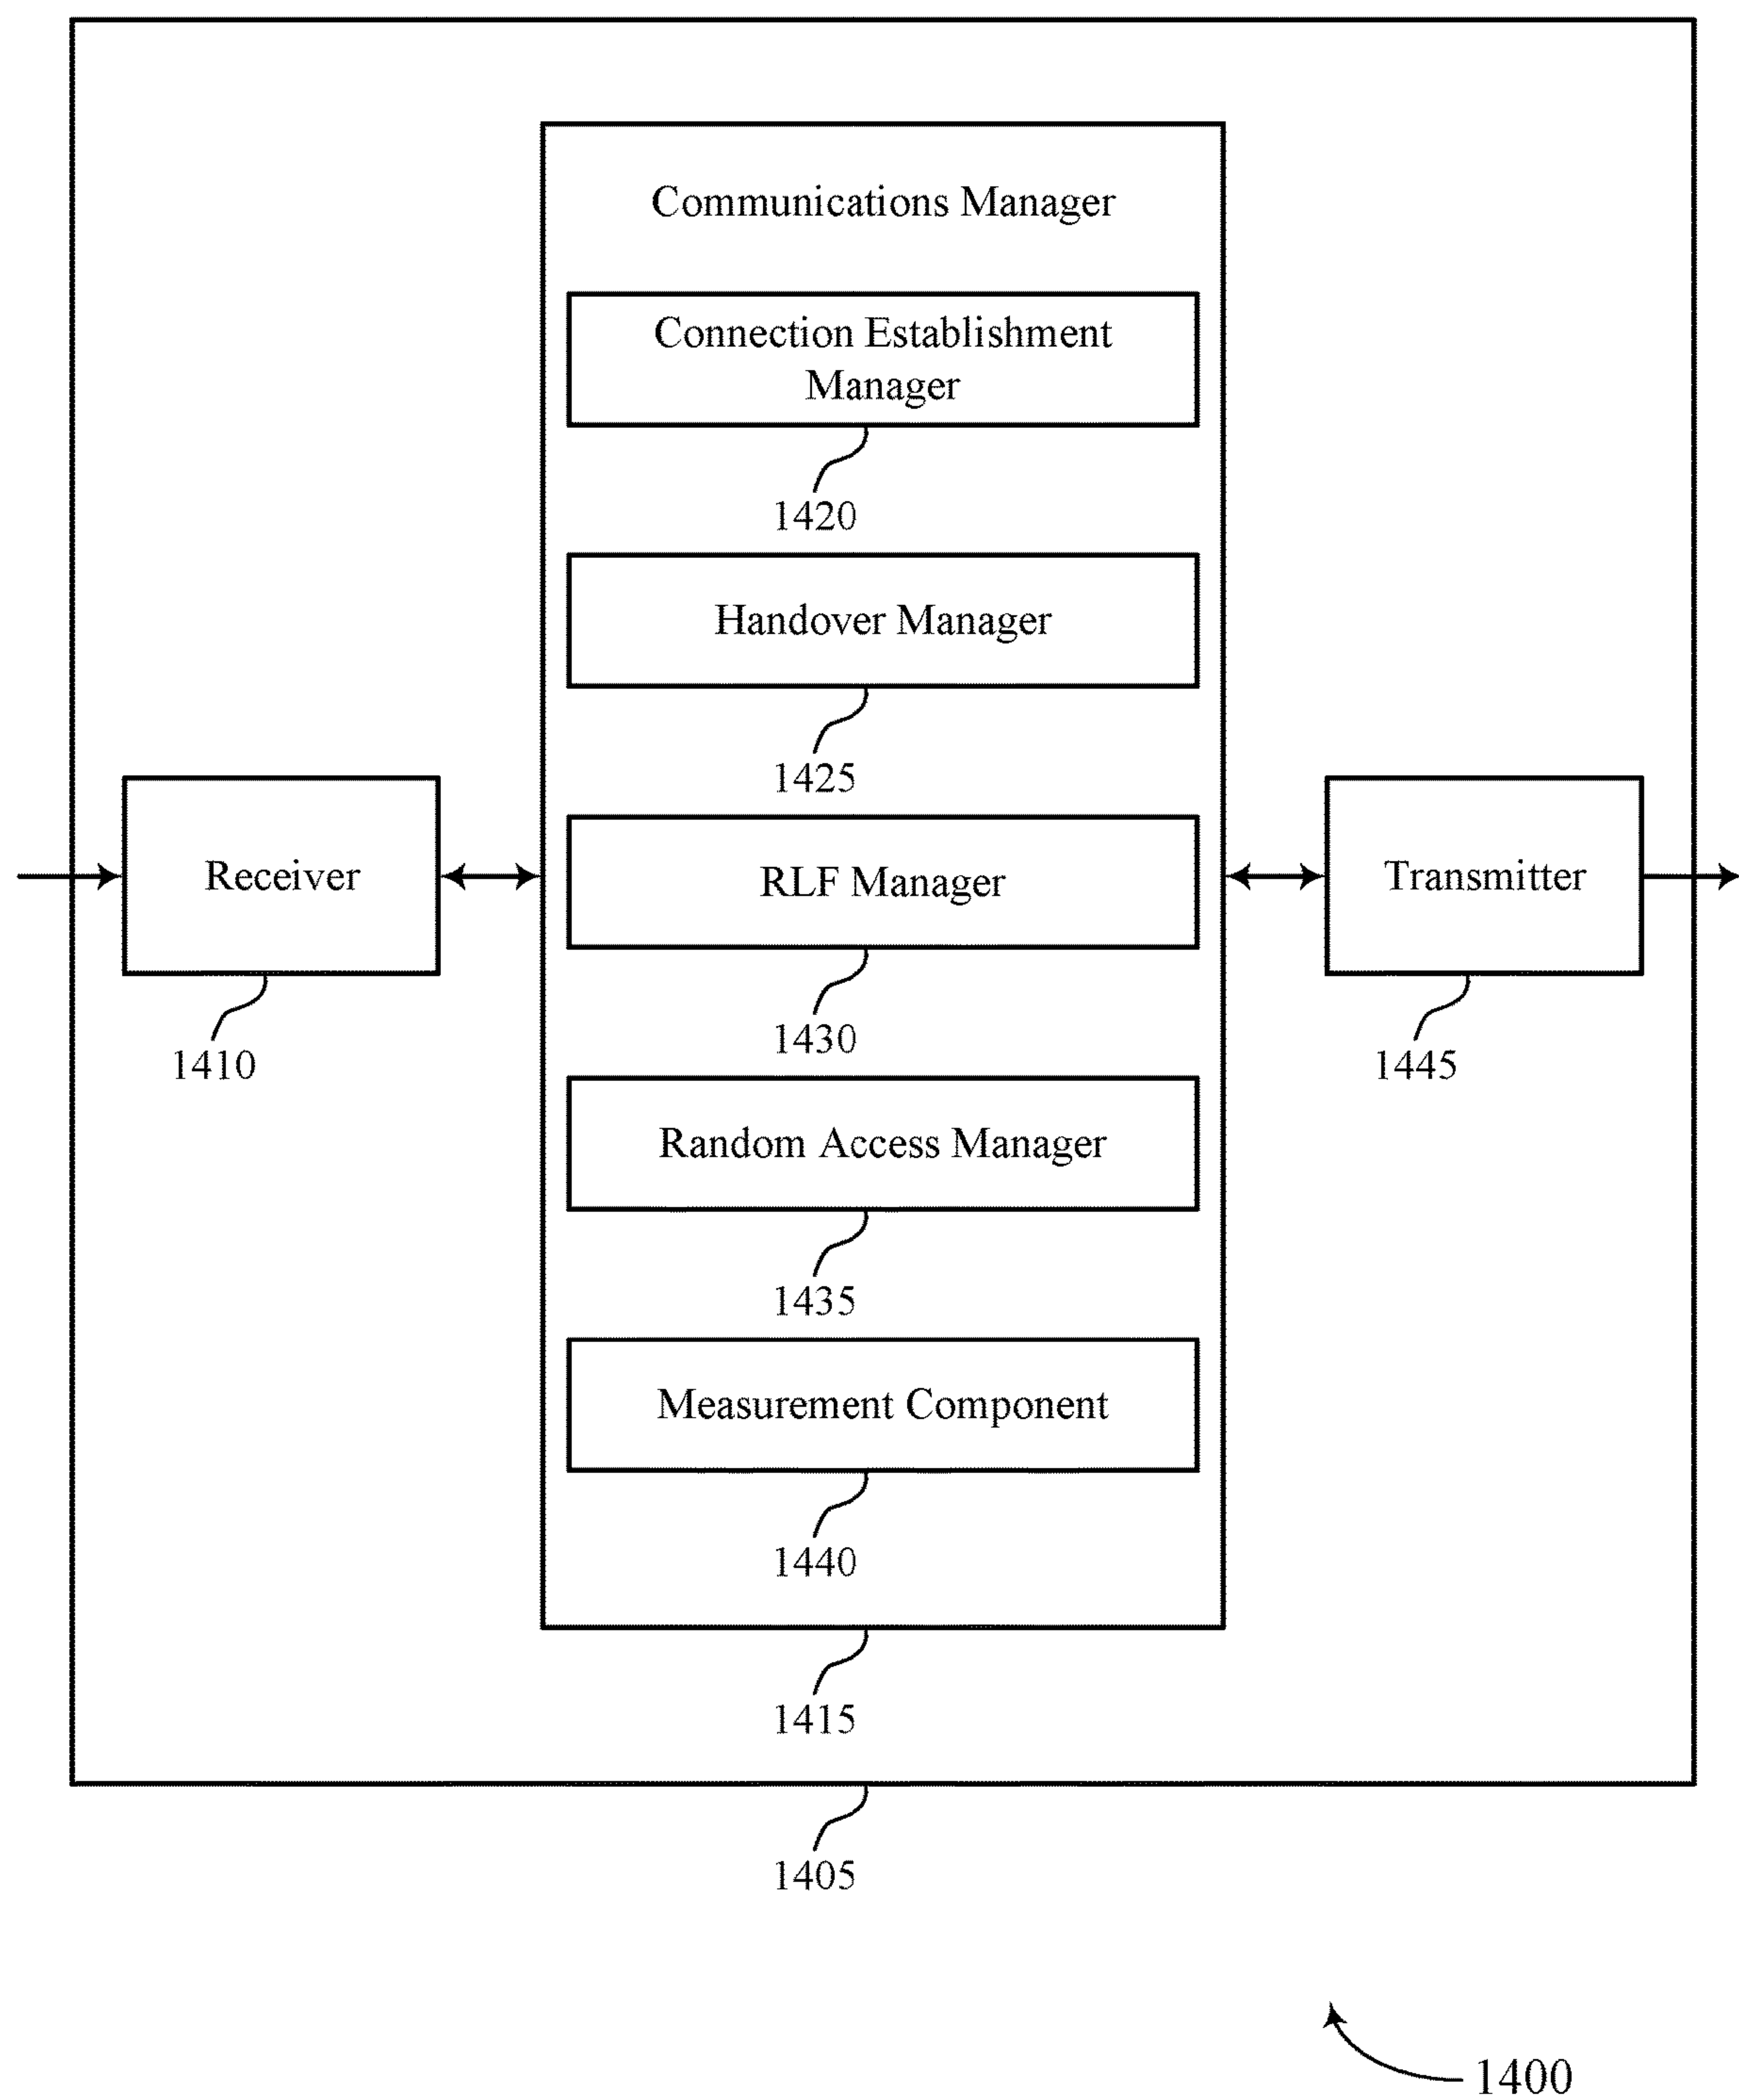 Communications Manager
Connection Establishment
Manager
1420
Handover Manager
1425
Receiver
1410
RLF Manager
1430
Transmitter
1445
Random Access Manager
1435
Measurement Component
1440
1415
1405
1400